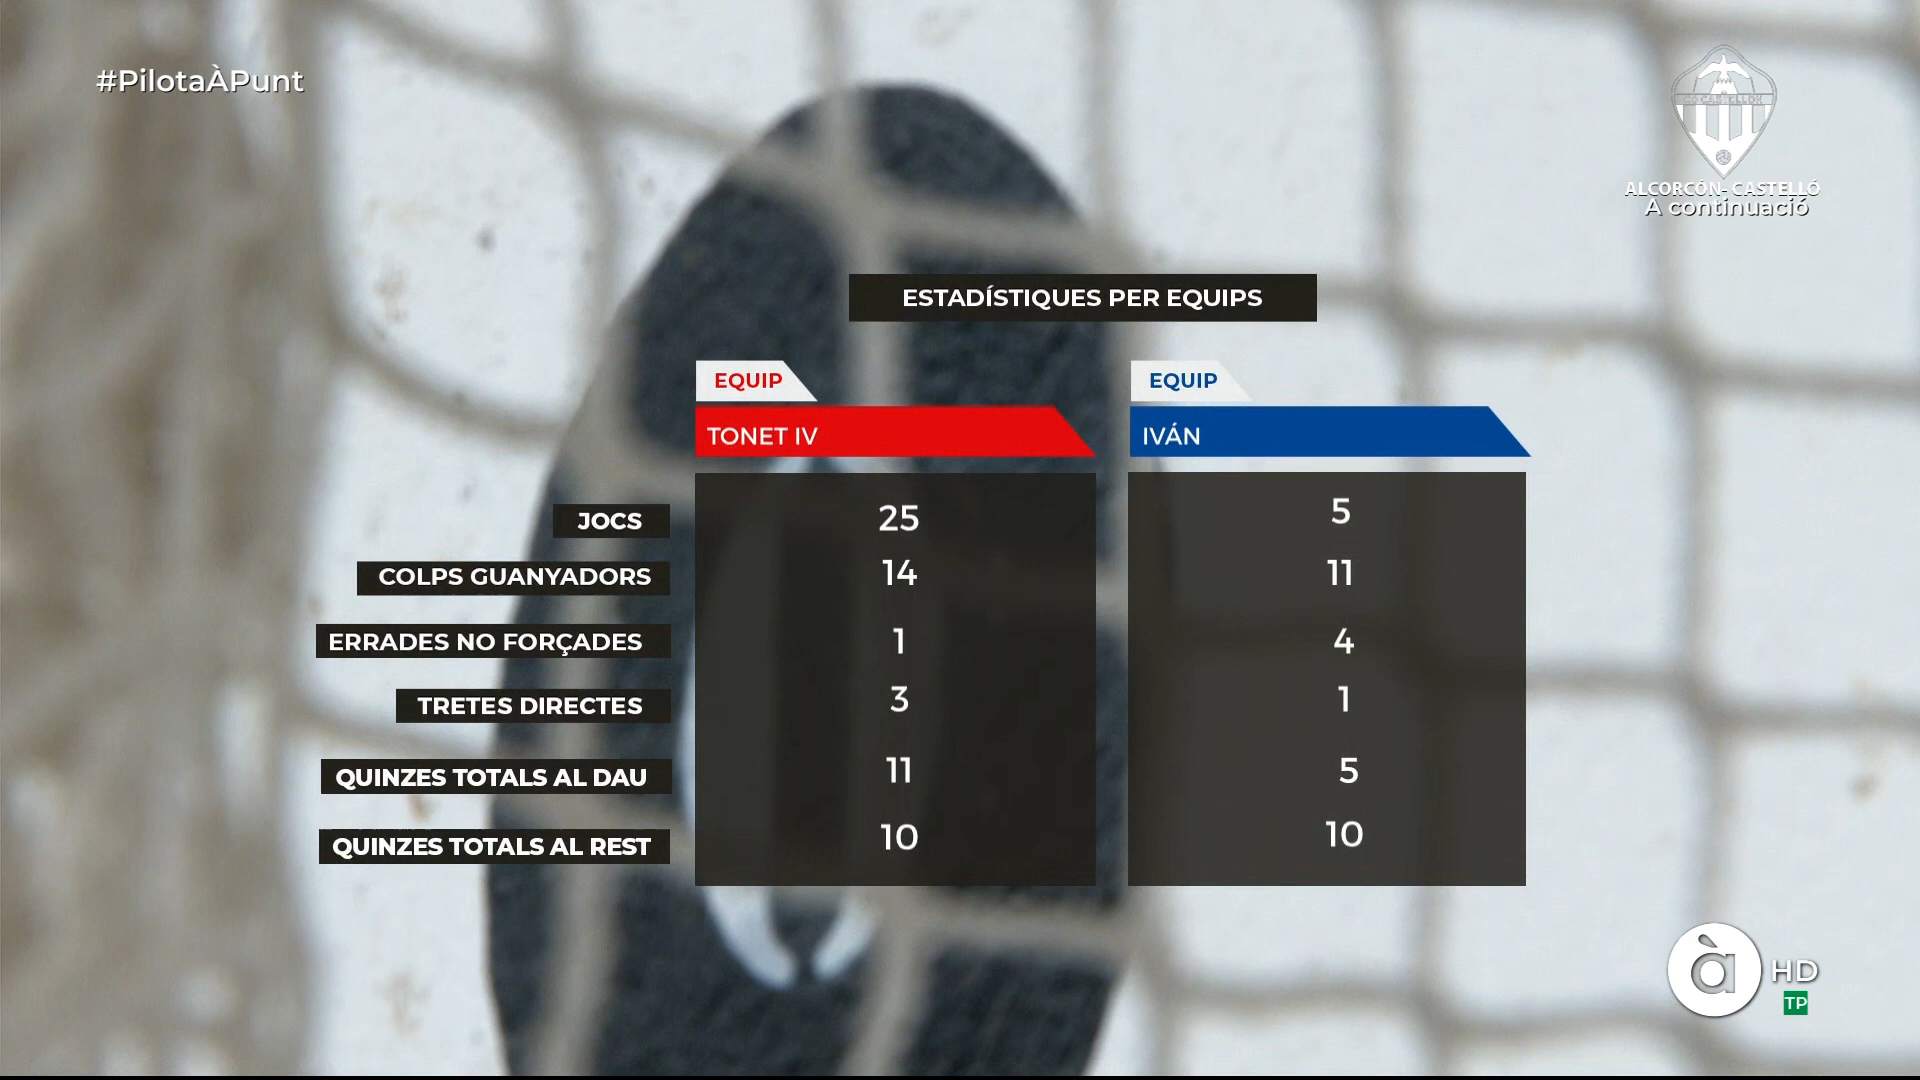 #PilotaÀPunt
CD CASTELLÓN
ALCORCÓN- CASTELLÓ
A continuació
ESTADÍSTIQUES PER EQUIPS
EQUIP EQUIP
TONET IV IVÁN
JOCS 25 5
COLPS GUANYADORS 14 11
ERRADES NO FORÇADES 1 4
TRETES DIRECTES 3 1
QUINZES TOTALS AL DAU 11 5
QUINZES TOTALS AL REST 10 10
à HD
TP